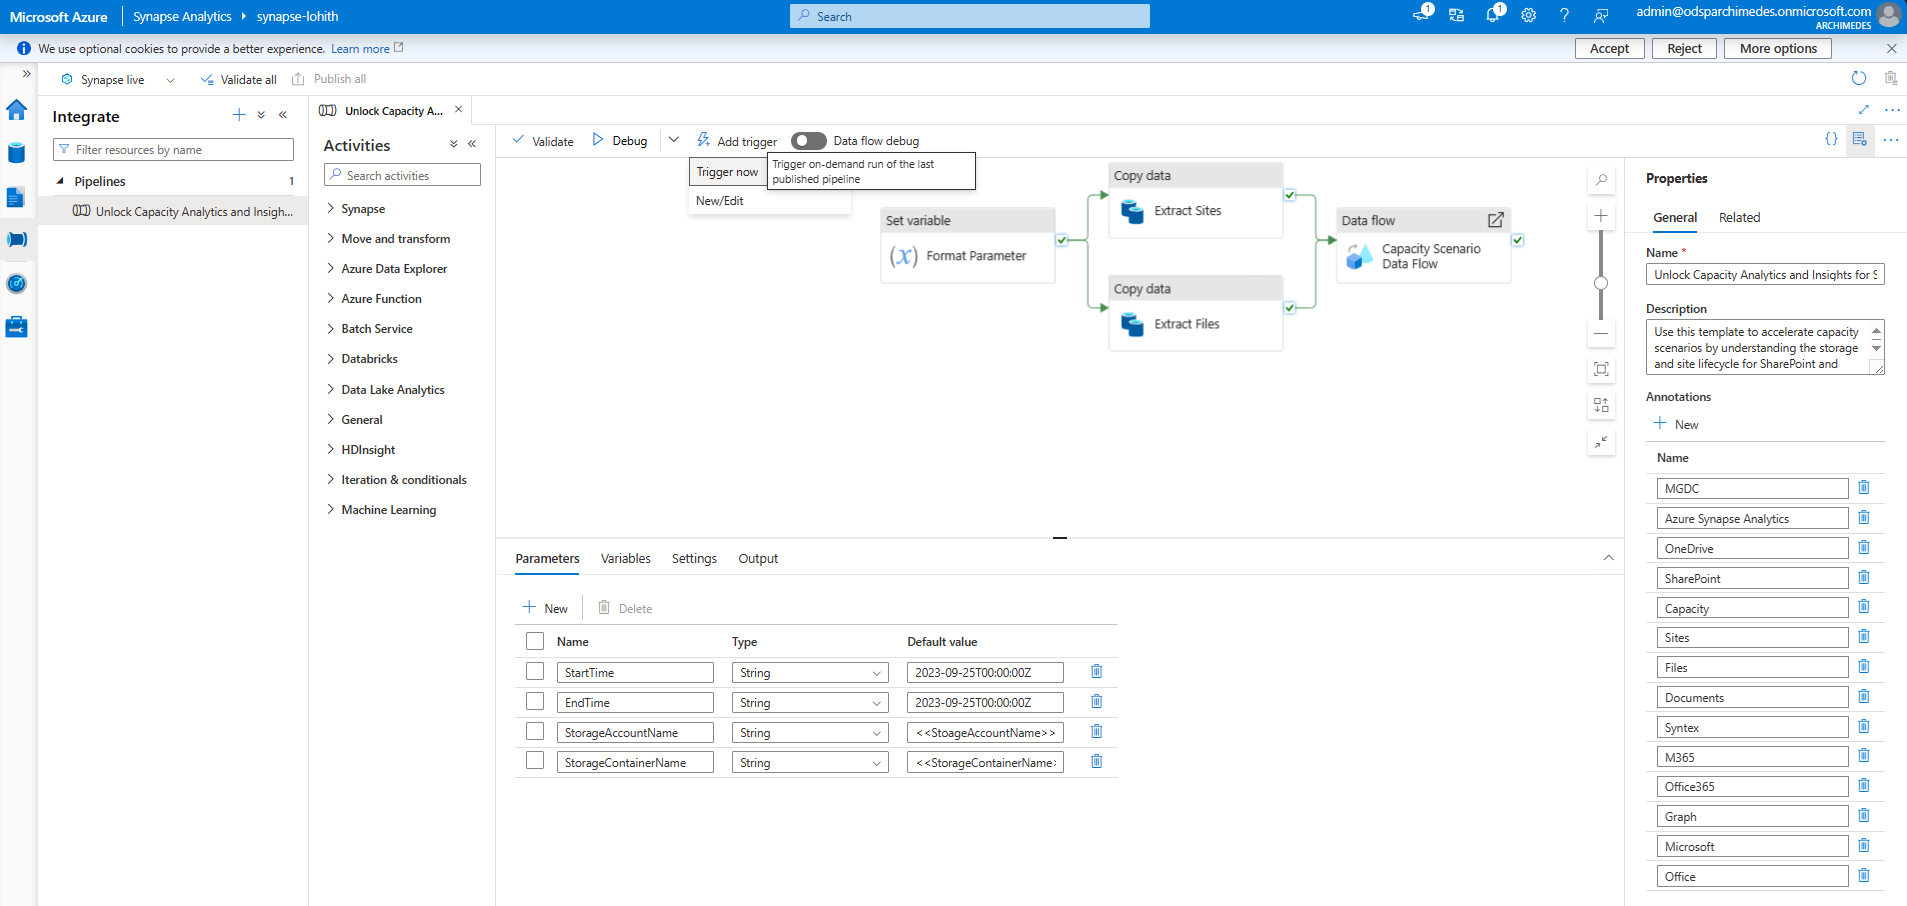 Microsoft Azure
Synapse Analytics
synapse-lohith
Search
1
1
admin@odsparchimedes.onmicrosoft.com
ARCHIMEDES
We use optional cookies to provide a better experience. Learn more
Accept
Reject
More options
Synapse live
Validate all
Publish all
Integrate
Filter resources by name
Pipelines
1
Unlock Capacity Analytics and Insigh...
Unlock Capacity A...
Activities
Search activities
Synapse
Move and transform
Azure Data Explorer
Azure Function
Batch Service
Databricks
Data Lake Analytics
General
HDInsight
Iteration & conditionals
Machine Learning
Validate
Debug
Add trigger
Data flow debug
Trigger now
New/Edit
Trigger on-demand run of the last
published pipeline
Set variable
(x)
Format Parameter
Copy data
Extract Sites
Copy data
Extract Files
Data flow
Capacity Scenario
Data Flow
Parameters
Variables
Settings
Output
New
Delete
Name
Type
Default value
StartTime
String
2023-09-25T00:00:00Z
EndTime
String
2023-09-25T00:00:00Z
StorageAccountName
String
<<StoageAccountName>>
StorageContainerName
String
<<StorageContainerName>
Properties
General
Related
Name *
Unlock Capacity Analytics and Insights for S
Description
Use this template to accelerate capacity
scenarios by understanding the storage
and site lifecycle for SharePoint and
Annotations
New
Name
MGDC
Azure Synapse Analytics
OneDrive
SharePoint
Capacity
Sites
Files
Documents
Syntex
M365
Office365
Graph
Microsoft
Office